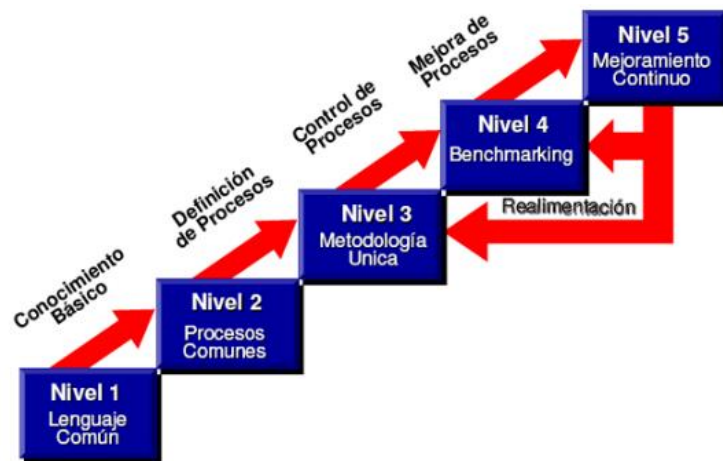 Nivel 5
Mejoramiento
Continuo
Mejora de
Procesos
Nivel 4
Benchmarking
Control de
Procesos
Nivel 3
Metodología
Unica
Realimentación
Definición
de Procesos
Nivel 2
Procesos
Comunes
Conocimiento
Básico
Nivel 1
Lenguaje
Común